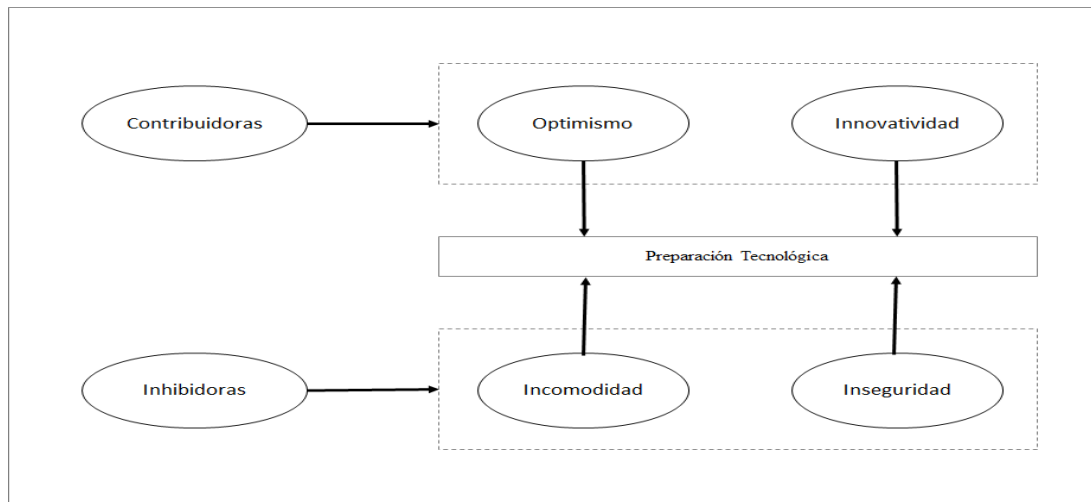 Contribuidoras
Optimismo
Innovatividad
Preparación Tecnológica
Inhibidoras
Incomodidad
Inseguridad